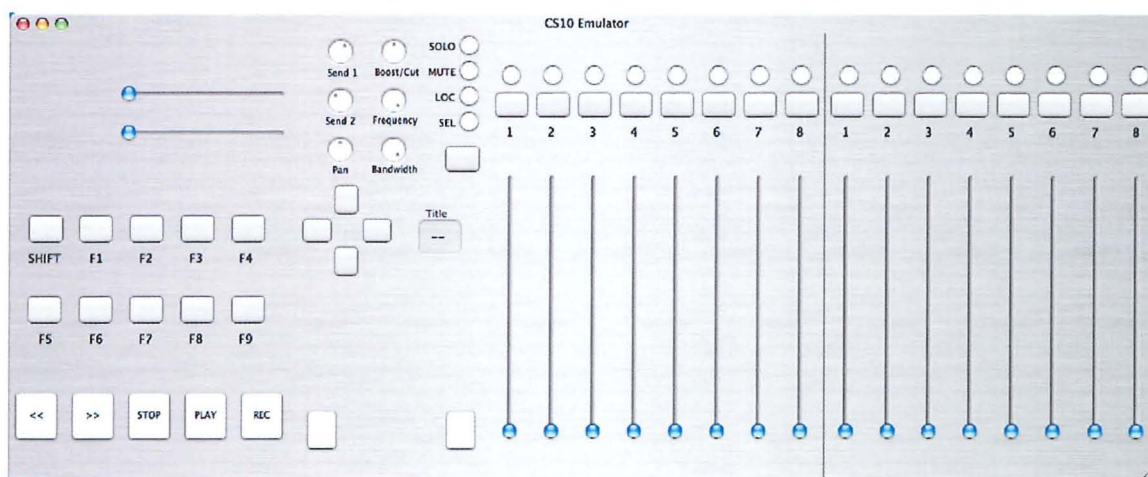 CS10 Emulator
Send 1 Boost/Cut
Send 2 Frequency
Pan Bandwidth
SOLO
MUTE
LOC
SEL
1 2 3 4 5 6 7 8 1 2 3 4 5 6 7 8
Title
--
SHIFT F1 F2 F3 F4
F5 F6 F7 F8 F9
<< >> STOP PLAY REC